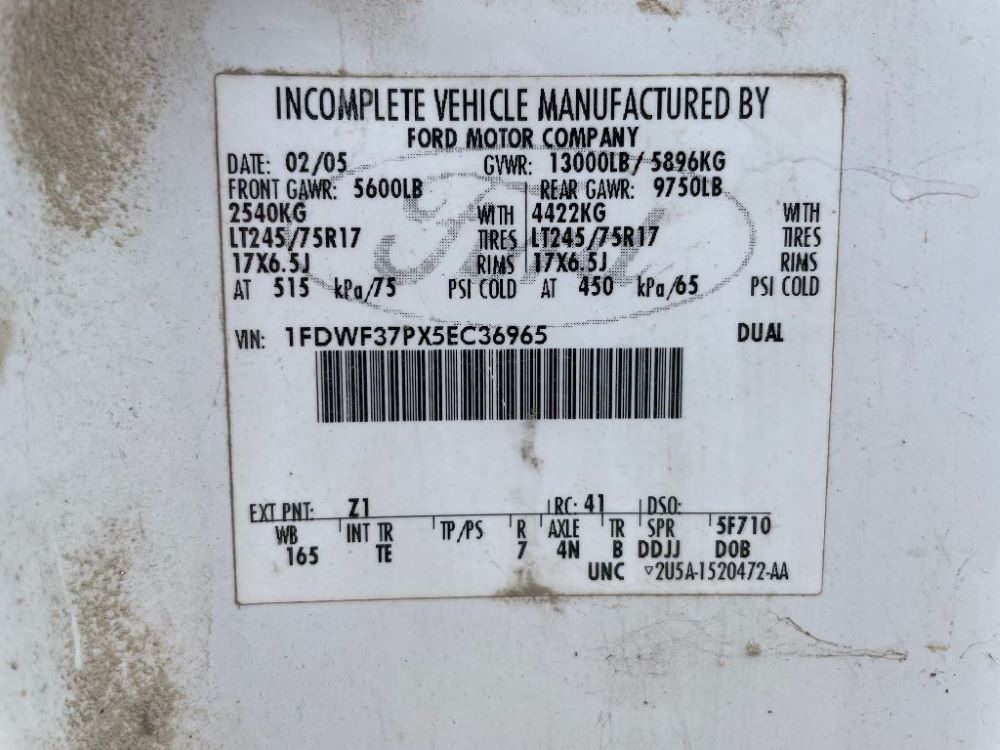 INCOMPLETE VEHICLE MANUFACTURED BY
FORD MOTOR COMPANY
DATE: 02/05 GVWR: 13000LB/ 5896KG
FRONT GAWR: 5600LB REAR GAWR: 9750LB
2540KG WITH 4422KG WITH
LT245/75R17 TIRES LT245/75R17 TIRES
17X6.5J RIMS 17X6.5J RIMS
AT 515 kPa/75 PSI COLD AT 450 kPa/65 PSI COLD
Ford
VIN: 1FDWF37PX5EC36965 DUAL
EXT PNT: Z1 RC: 41 DSO:
WB INT TR TP/PS R AXLE TR SPR 5F710
165 TE 7 4N B DDJJ DOB
UNC ▽2U5A-1520472-AA